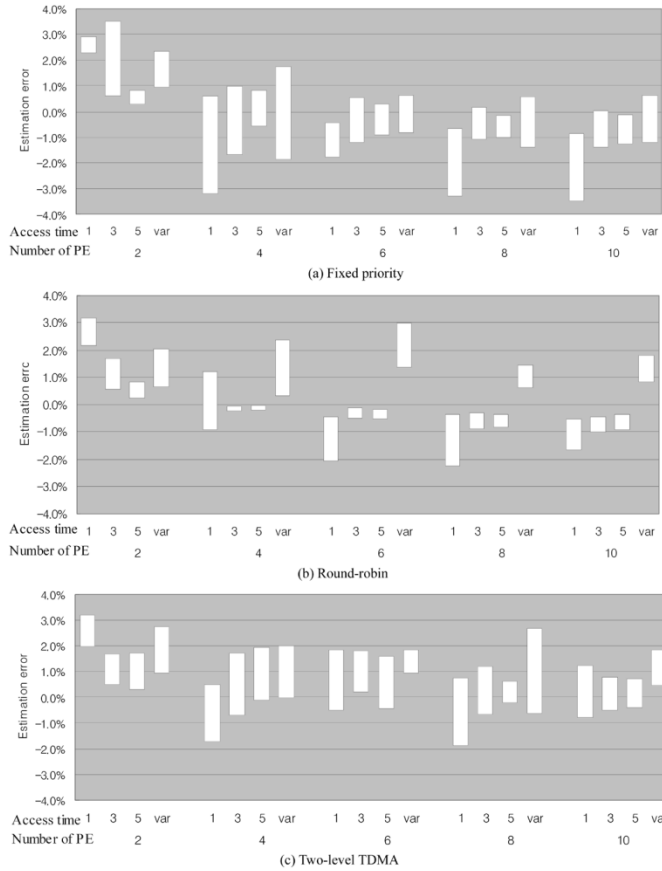 4.0%
3.0%
2.0%
1.0%
0.0%
−1.0%
−2.0%
−3.0%
−4.0%
Estimation error
Access time 1 3 5 var 1 3 5 var 1 3 5 var 1 3 5 var 1 3 5 var
Number of PE 2 4 6 8 10
(a) Fixed priority
4.0%
3.0%
2.0%
1.0%
0.0%
−1.0%
−2.0%
−3.0%
−4.0%
Estimation errc
Access time 1 3 5 var 1 3 5 var 1 3 5 var 1 3 5 var 1 3 5 var
Number of PE 2 4 6 8 10
(b) Round-robin
4.0%
3.0%
2.0%
1.0%
0.0%
−1.0%
−2.0%
−3.0%
−4.0%
Estimation error
Access time 1 3 5 var 1 3 5 var 1 3 5 var 1 3 5 var 1 3 5 va
Number of PE 2 4 6 8 10
(c) Two-level TDMA